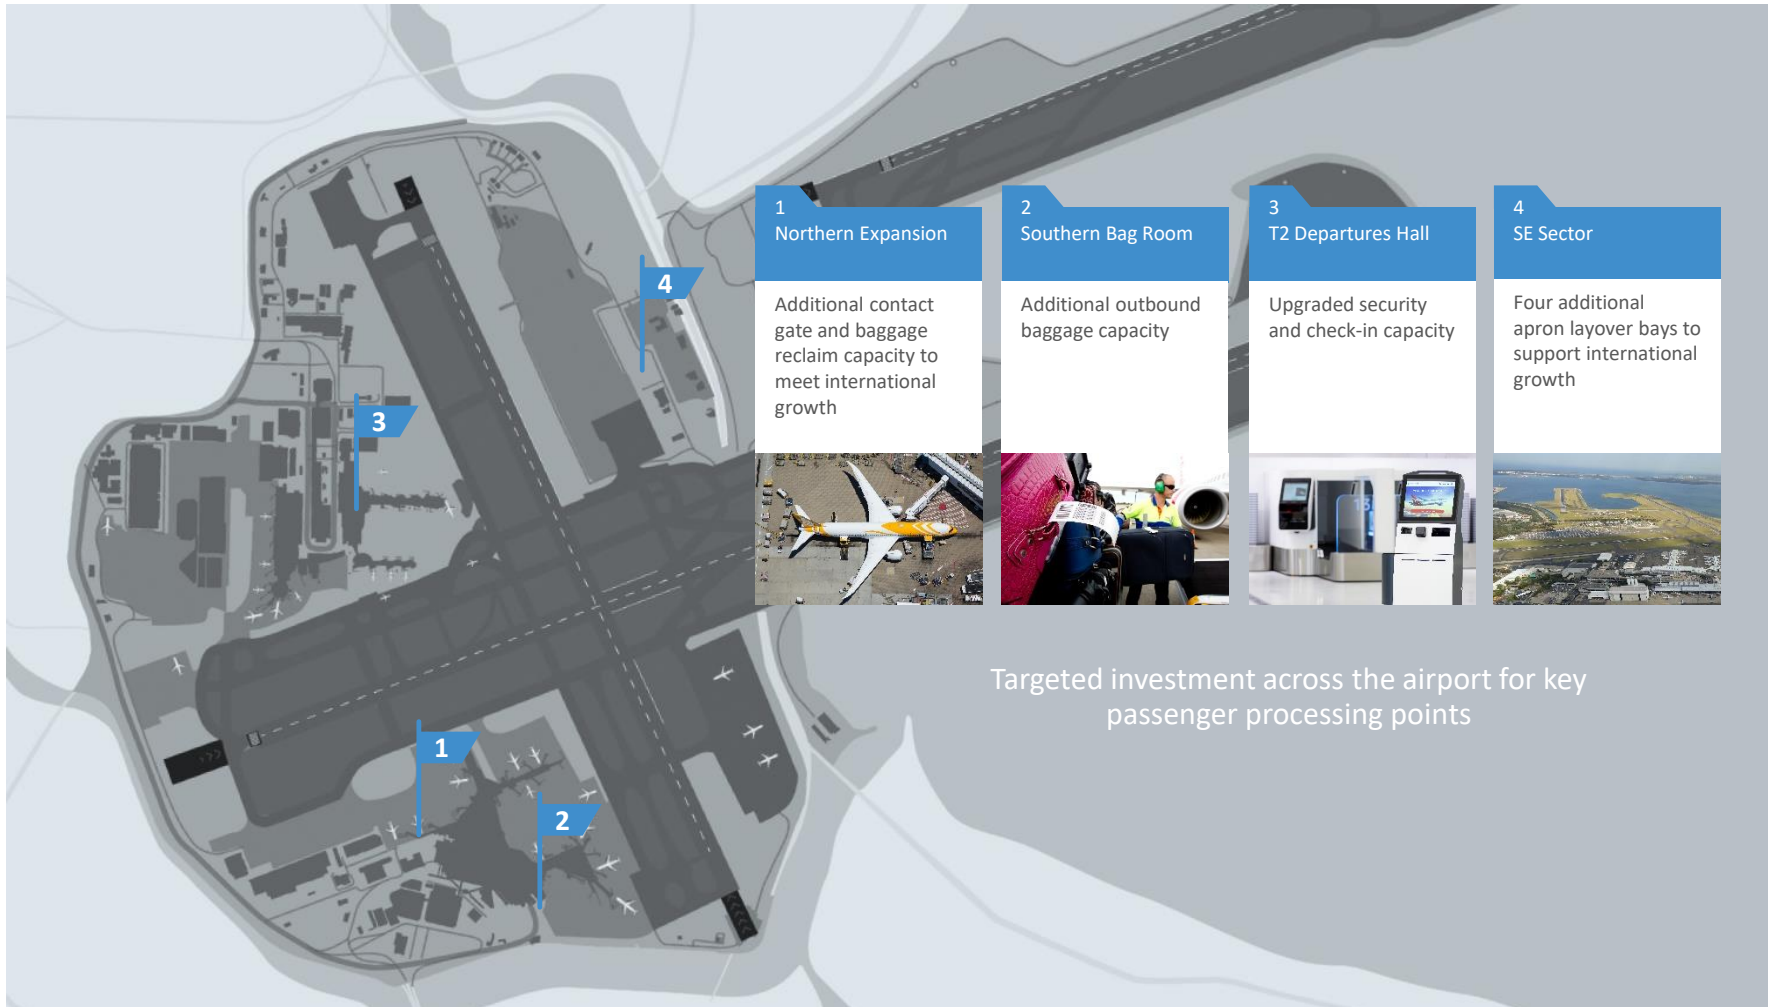 1
Northern Expansion
Additional contact
gate and baggage
reclaim capacity to
meet international
growth
2
Southern Bag Room
Additional outbound
baggage capacity
3
T2 Departures Hall
Upgraded security
and check-in capacity
4
SE Sector
Four additional
apron layover bays to
support international
growth
4
3
1
2
Targeted investment across the airport for key
passenger processing points